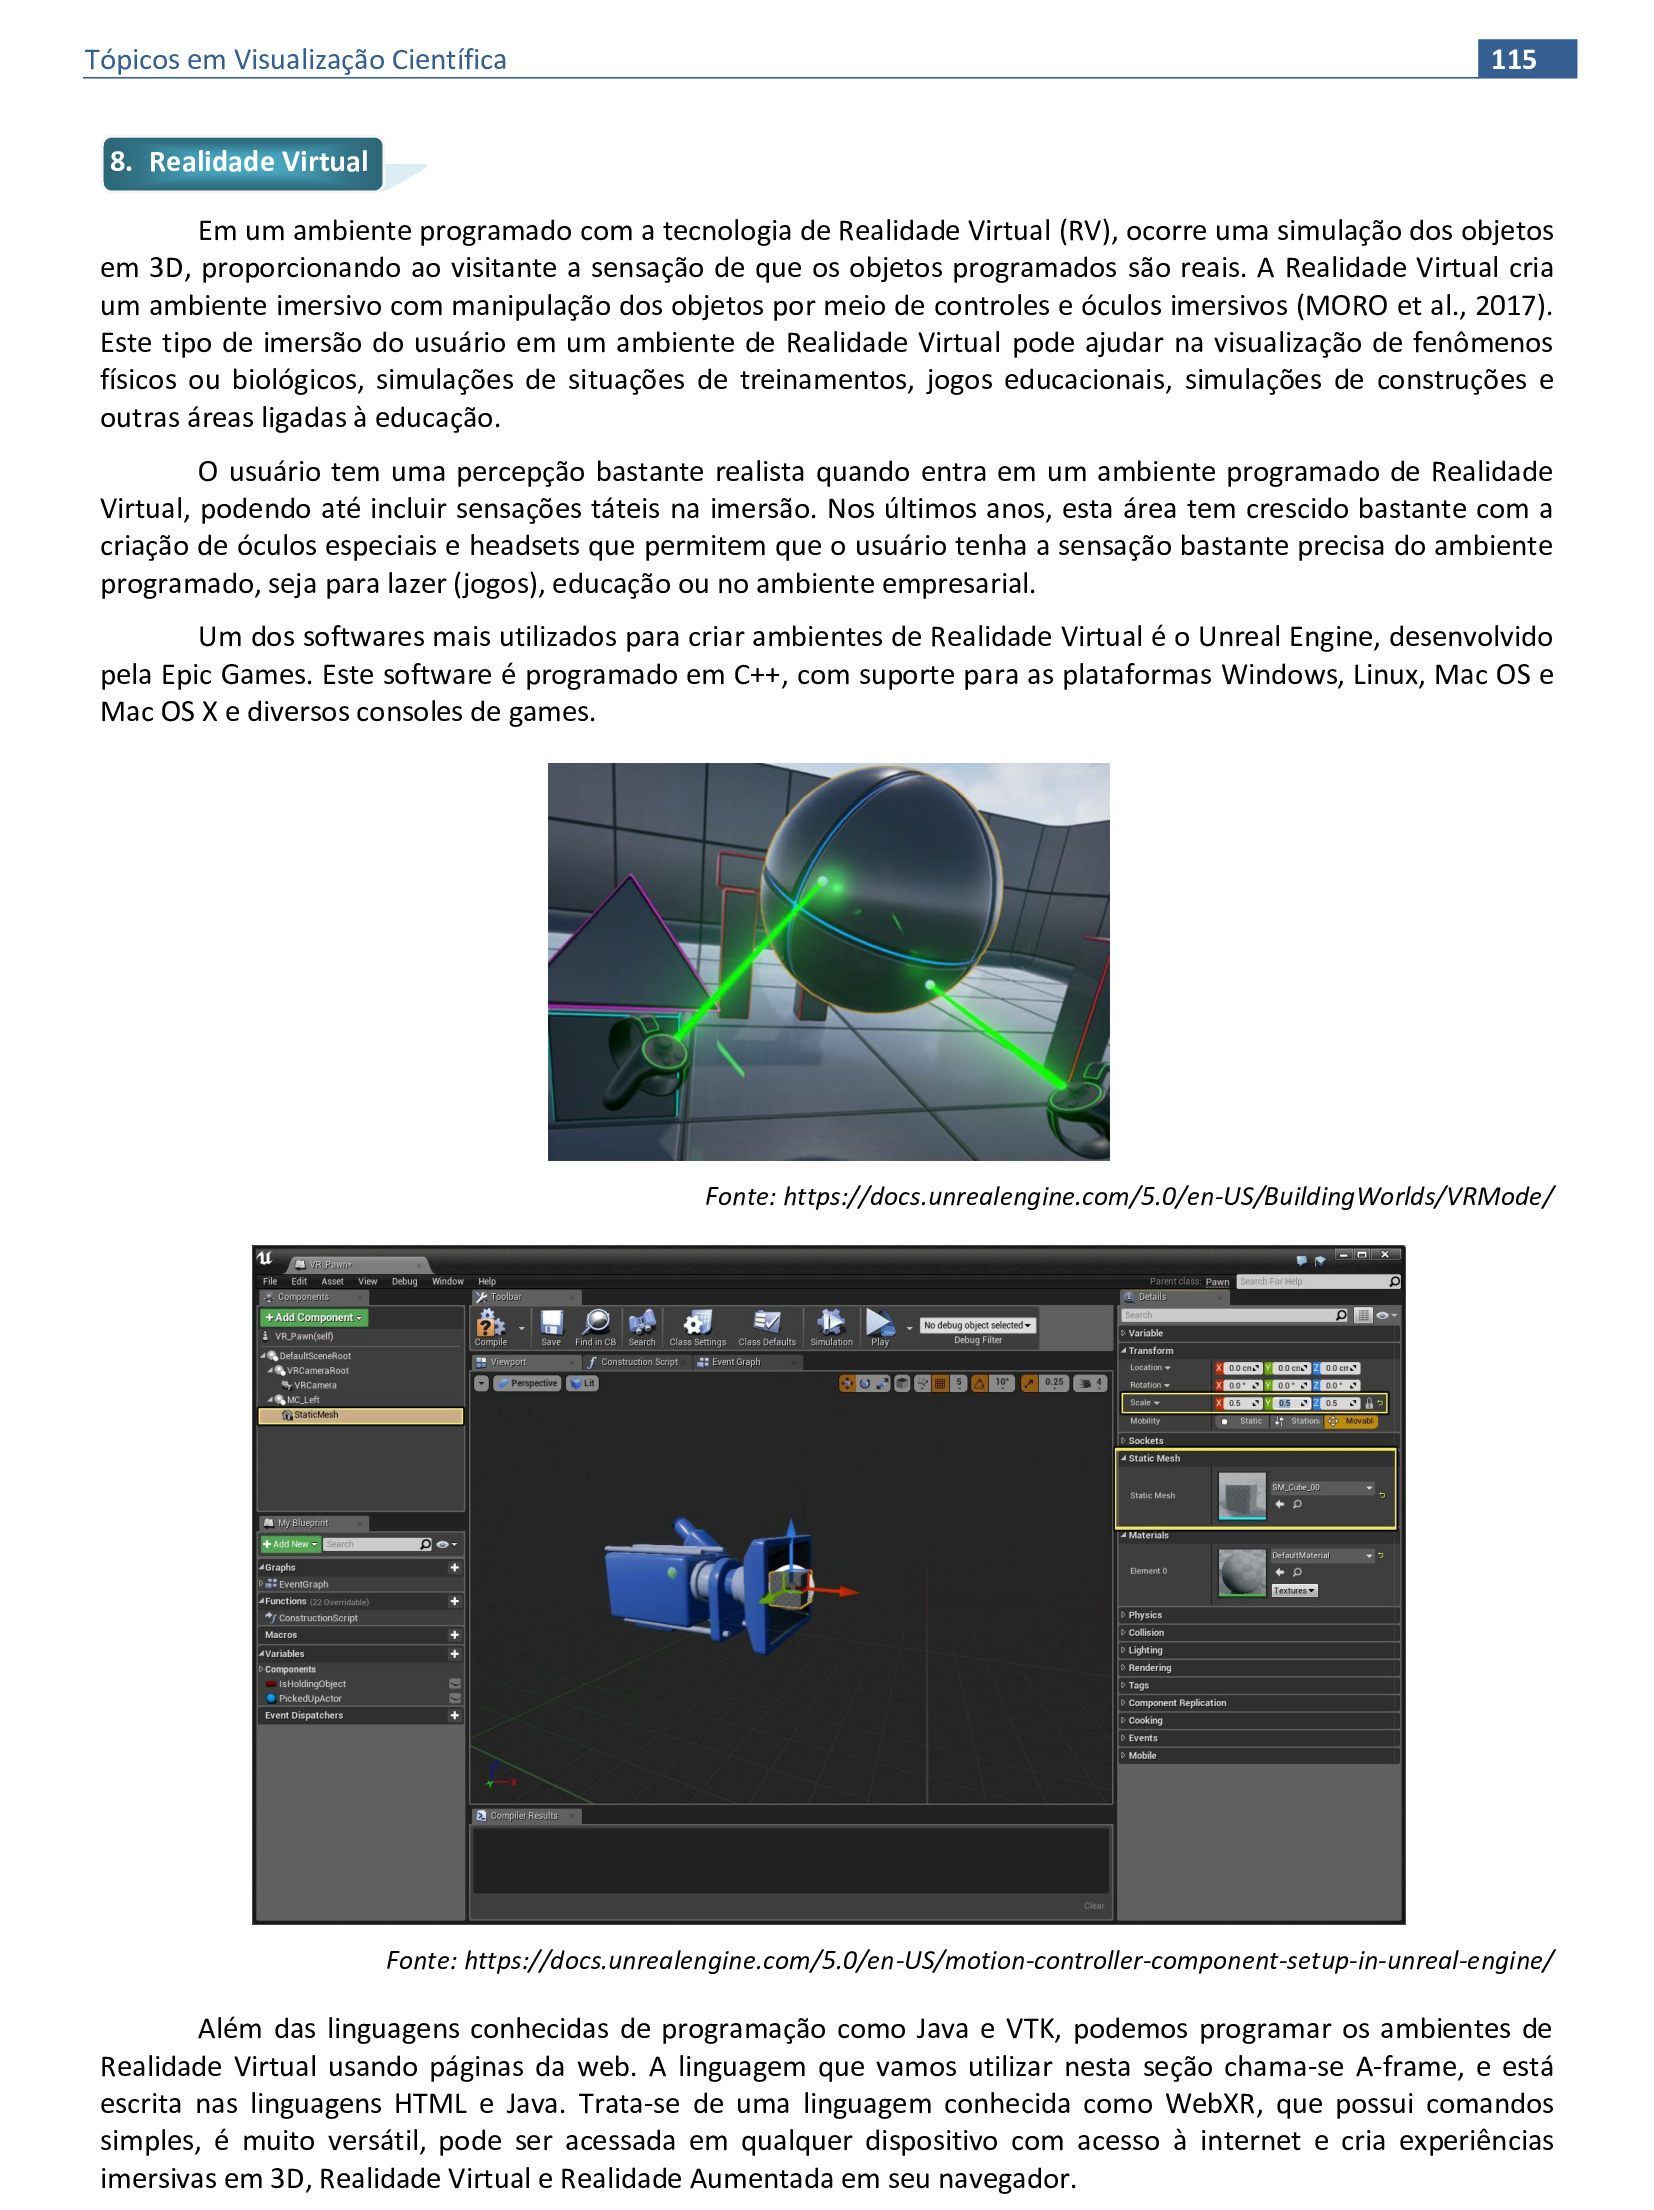 Tópicos em Visualização Científica
115
8. Realidade Virtual
Em um ambiente programado com a tecnologia de Realidade Virtual (RV), ocorre uma simulação dos objetos
em 3D, proporcionando ao visitante a sensação de que os objetos programados são reais. A Realidade Virtual cria
um ambiente imersivo com manipulação dos objetos por meio de controles e óculos imersivos (MORO et al., 2017).
Este tipo de imersão do usuário em um ambiente de Realidade Virtual pode ajudar na visualização de fenômenos
físicos ou biológicos, simulações de situações de treinamentos, jogos educacionais, simulações de construções e
outras áreas ligadas à educação.
O usuário tem uma percepção bastante realista quando entra em um ambiente programado de Realidade
Virtual, podendo até incluir sensações táteis na imersão. Nos últimos anos, esta área tem crescido bastante com a
criação de óculos especiais e headsets que permitem que o usuário tenha a sensação bastante precisa do ambiente
programado, seja para lazer (jogos), educação ou no ambiente empresarial.
Um dos softwares mais utilizados para criar ambientes de Realidade Virtual é o Unreal Engine, desenvolvido
pela Epic Games. Este software é programado em C++, com suporte para as plataformas Windows, Linux, Mac OS e
Mac OS X e diversos consoles de games.
Fonte: https://docs.unrealengine.com/5.0/en-US/BuildingWorlds/VRMode/
VR_Pawn*
File Edit Asset View Debug Window Help
Parent class: Pawn
Search For Help
Components
+Add Component
VR_Pawn(self)
DefaultSceneRoot
VRCameraRoot
VRCamera
MC_Left
StaticMesh
My Blueprint
+Add New
Search
Graphs
EventGraph
Functions (22 Overridable)
ConstructionScript
Macros
Variables
Components
IsHoldingObject
PickedUpActor
Event Dispatchers
Toolbar
Compile Save Find in CB Search Class Settings Class Defaults Simulation Play
No debug object selected
Debug Filter
Viewport Construction Script Event Graph
Perspective Lit
5 10° 0.25 4
X
Compiler Results
Clear
Details
Search
Variable
Transform
Location X 0.0 cm Y 0.0 cm Z 0.0 cm
Rotation X 0.0° Y 0.0° Z 0.0°
Scale X 0.5 Y 0.5 Z 0.5
Mobility Static Station Movabl
Sockets
Static Mesh
Static Mesh SM_Cube_00
Materials
Element 0 DefaultMaterial
Textures
Physics
Collision
Lighting
Rendering
Tags
Component Replication
Cooking
Events
Mobile
Fonte: https://docs.unrealengine.com/5.0/en-US/motion-controller-component-setup-in-unreal-engine/
Além das linguagens conhecidas de programação como Java e VTK, podemos programar os ambientes de
Realidade Virtual usando páginas da web. A linguagem que vamos utilizar nesta seção chama-se A-frame, e está
escrita nas linguagens HTML e Java. Trata-se de uma linguagem conhecida como WebXR, que possui comandos
simples, é muito versátil, pode ser acessada em qualquer dispositivo com acesso à internet e cria experiências
imersivas em 3D, Realidade Virtual e Realidade Aumentada em seu navegador.